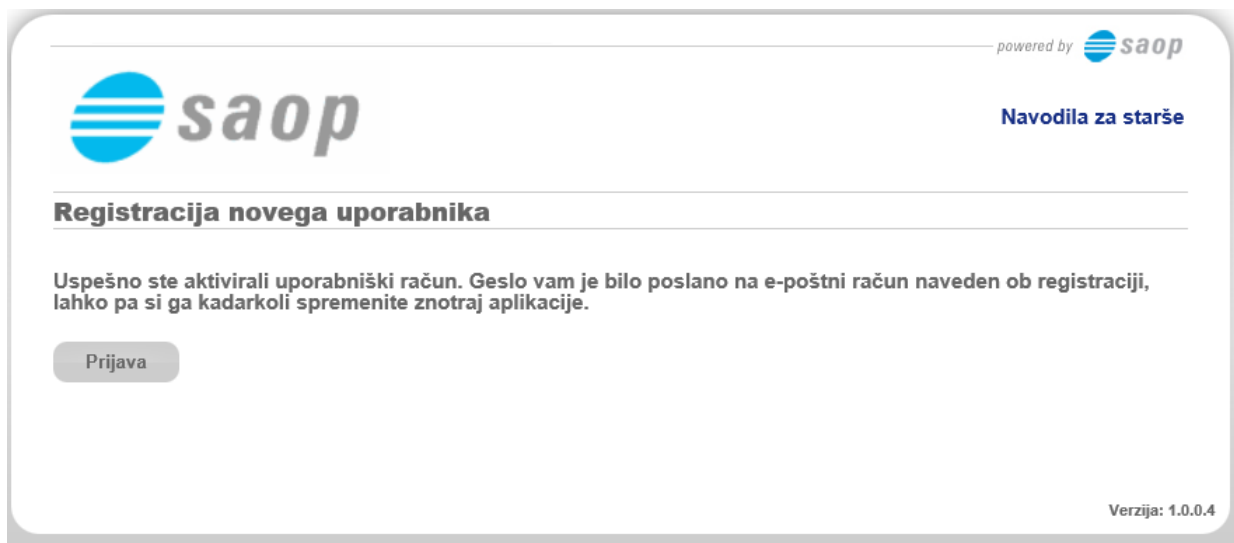 powered by saop
saop
Navodila za starše
Registracija novega uporabnika
Uspešno ste aktivirali uporabniški račun. Geslo vam je bilo poslano na e-poštni račun naveden ob registraciji,
lahko pa si ga kadarkoli spremenite znotraj aplikacije.
Prijava
Verzija: 1.0.0.4